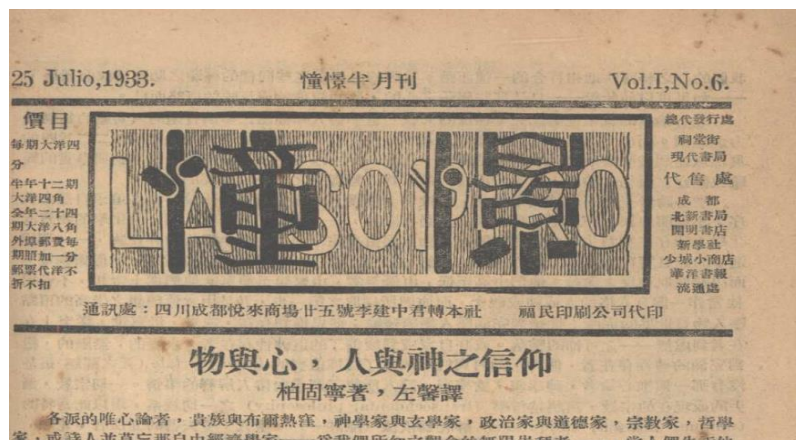 25 Julio,1933.
憧憬半月刊
Vol.I,No.6.
價目
每期大洋四
分
半年十二期
大洋四角
全年二十四
期大洋八角
外埠郵費每
期酌加一分
郵票代洋不
折不扣
LA SOPIRO
憧憬
總代發行處
祠堂街
現代書局
代售處
成都
北新書局
開明書店
新學社
少城小商店
華洋書報
流通處
通訊處：四川成都悅來商場廿五號李建中君轉本社
福民印刷公司代印
物與心，人與神之信仰
柏固寧著，左馨譯
各派的唯心論者，貴族與布爾熱窪，神學家與玄學家，政治家與道德家，宗教家，哲學